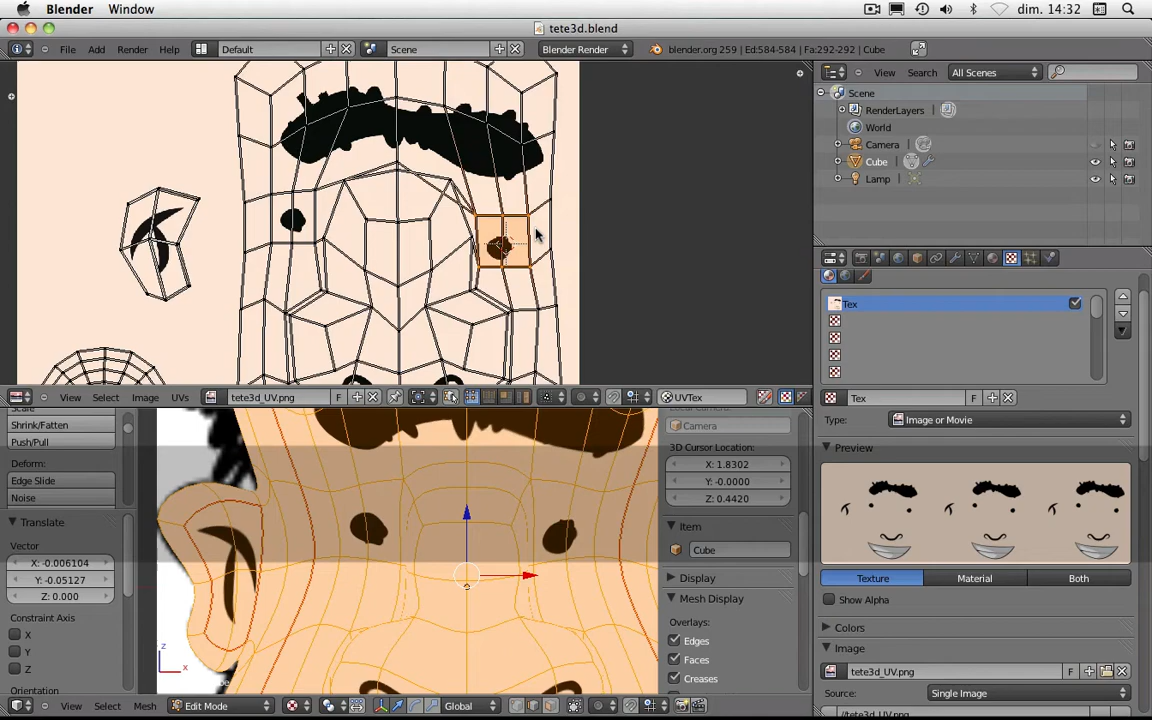 Blender Window dim. 14:32
tete3d.blend
File Add Render Help Default Scene Blender Render blender.org 259 | Ed:584-584 | Fa:292-292 | Cube
View Search All Scenes
Scene
RenderLayers
World
Camera
Cube
Lamp
Tex
Tex F
Type: Image or Movie
Preview
Texture Material Both
Show Alpha
Colors
Image
tete3d_UV.png F
Source: Single Image
View Select Image UVs tete3d_UV.png F UVTex
Shrink/Fatten
Push/Pull
Deform:
Edge Slide
Noise
Translate
Vector
X: -0.006104
Y: -0.05127
Z: 0.000
Constraint Axis
X
Y
Z
Orientation
z
x
Camera
3D Cursor Location:
X: 1.8302
Y: -0.0000
Z: 0.4420
Item
Cube
Display
Mesh Display
Overlays:
Edges
Faces
Creases
View Select Mesh Edit Mode Global